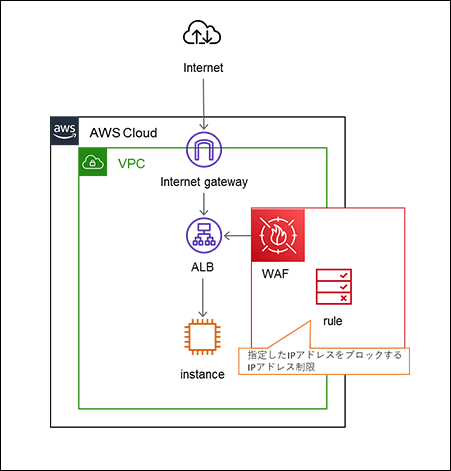 Internet
aws
AWS Cloud
VPC
Internet gateway
ALB
WAF
rule
指定したIPアドレスをブロックする
IPアドレス制限
instance